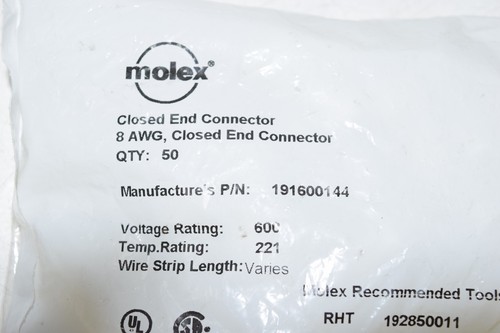 molex®
Closed End Connector
8 AWG, Closed End Connector
QTY: 50
Manufacture's P/N: 191600144
Voltage Rating: 600
Temp.Rating: 221
Wire Strip Length: Varies
Molex Recommended Tools
RHT 192850011
UL